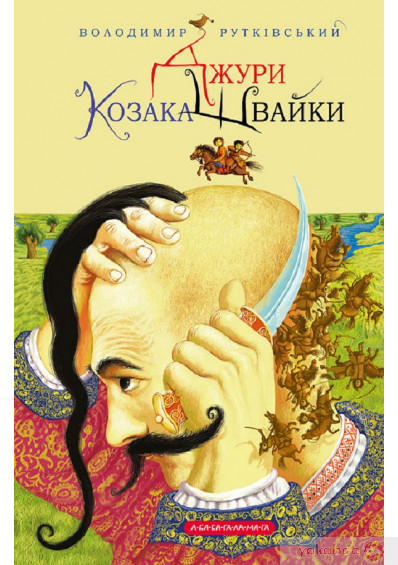 ВОЛОДИМИР РУТКІВСЬКИЙ
ДЖУРИ
КОЗАКА ШВАЙКИ
А-БА-БА-ГА-ЛА-МА-ГА